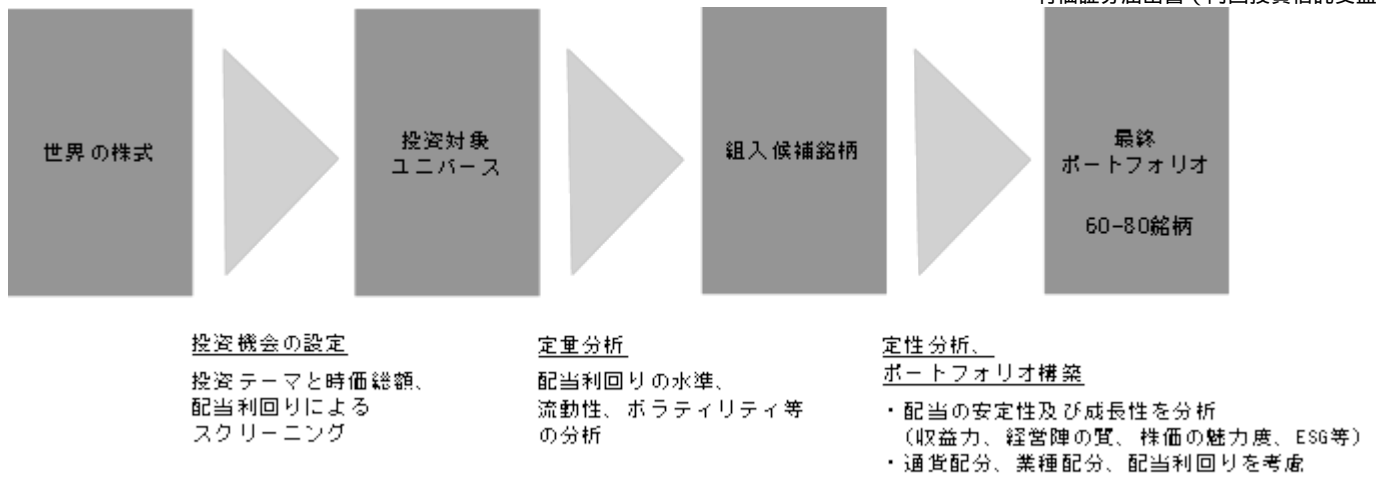 世界の株式
投資対象
ユニバース
組入候補銘柄
最終
ポートフォリオ
60-80銘柄
投資機会の設定
投資テーマと時価総額、
配当利回りによる
スクリーニング
定量分析
配当利回りの水準、
流動性、ボラティリティ等
の分析
定性分析、
ポートフォリオ構築
・配当の安定性及び成長性を分析
（収益力、経営陣の質、株価の魅力度、ESG等）
・通貨配分、業種配分、配当利回りを考慮